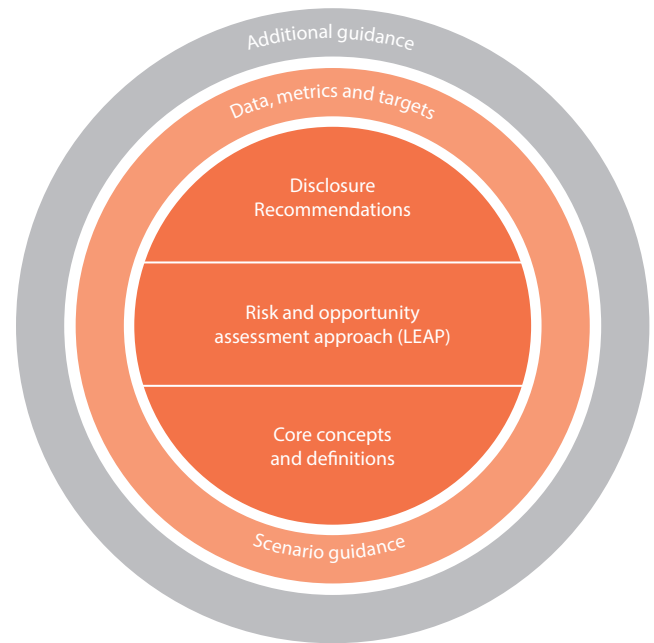 Additional guidance
Data, metrics and targets
Disclosure
Recommendations
Risk and opportunity
assessment approach (LEAP)
Core concepts
and definitions
Scenario guidance